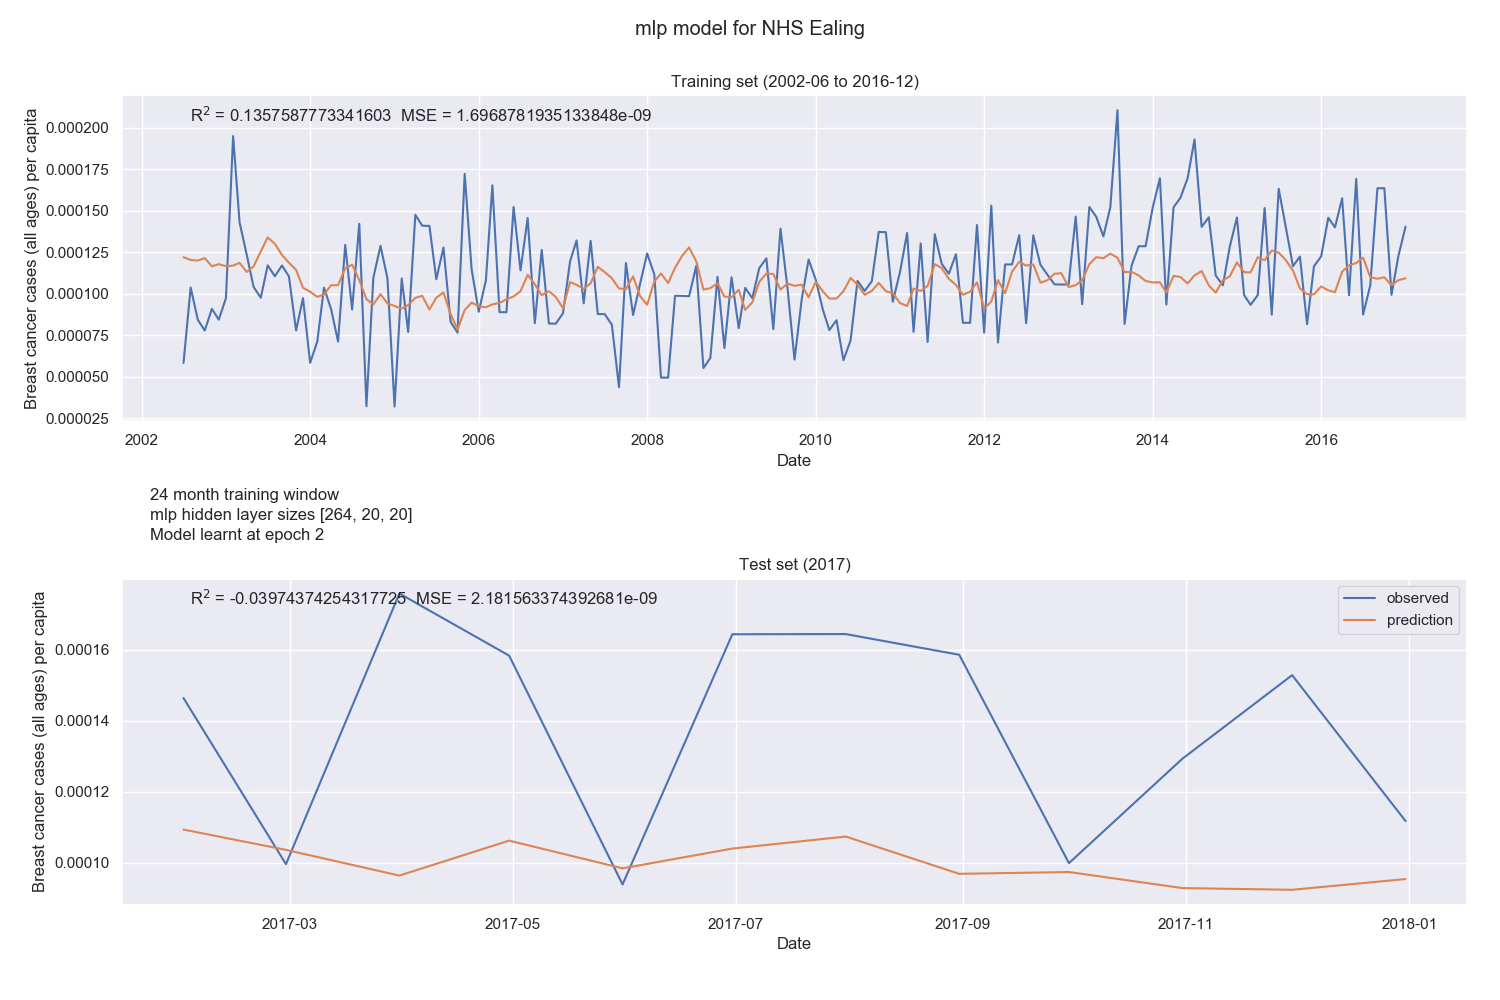 mlp model for NHS Ealing
Training set (2002-06 to 2016-12)
R² = 0.1357587773341603 MSE = 1.6968781935133848e-09
Breast cancer cases (all ages) per capita
0.000200
0.000175
0.000150
0.000125
0.000100
0.000075
0.000050
0.000025
2002 2004 2006 2008 2010 2012 2014 2016
Date
24 month training window
mlp hidden layer sizes [264, 20, 20]
Model learnt at epoch 2
Test set (2017)
R² = -0.03974374254317725 MSE = 2.181563374392681e-09
observed
prediction
Breast cancer cases (all ages) per capita
0.00016
0.00014
0.00012
0.00010
2017-03 2017-05 2017-07 2017-09 2017-11 2018-01
Date